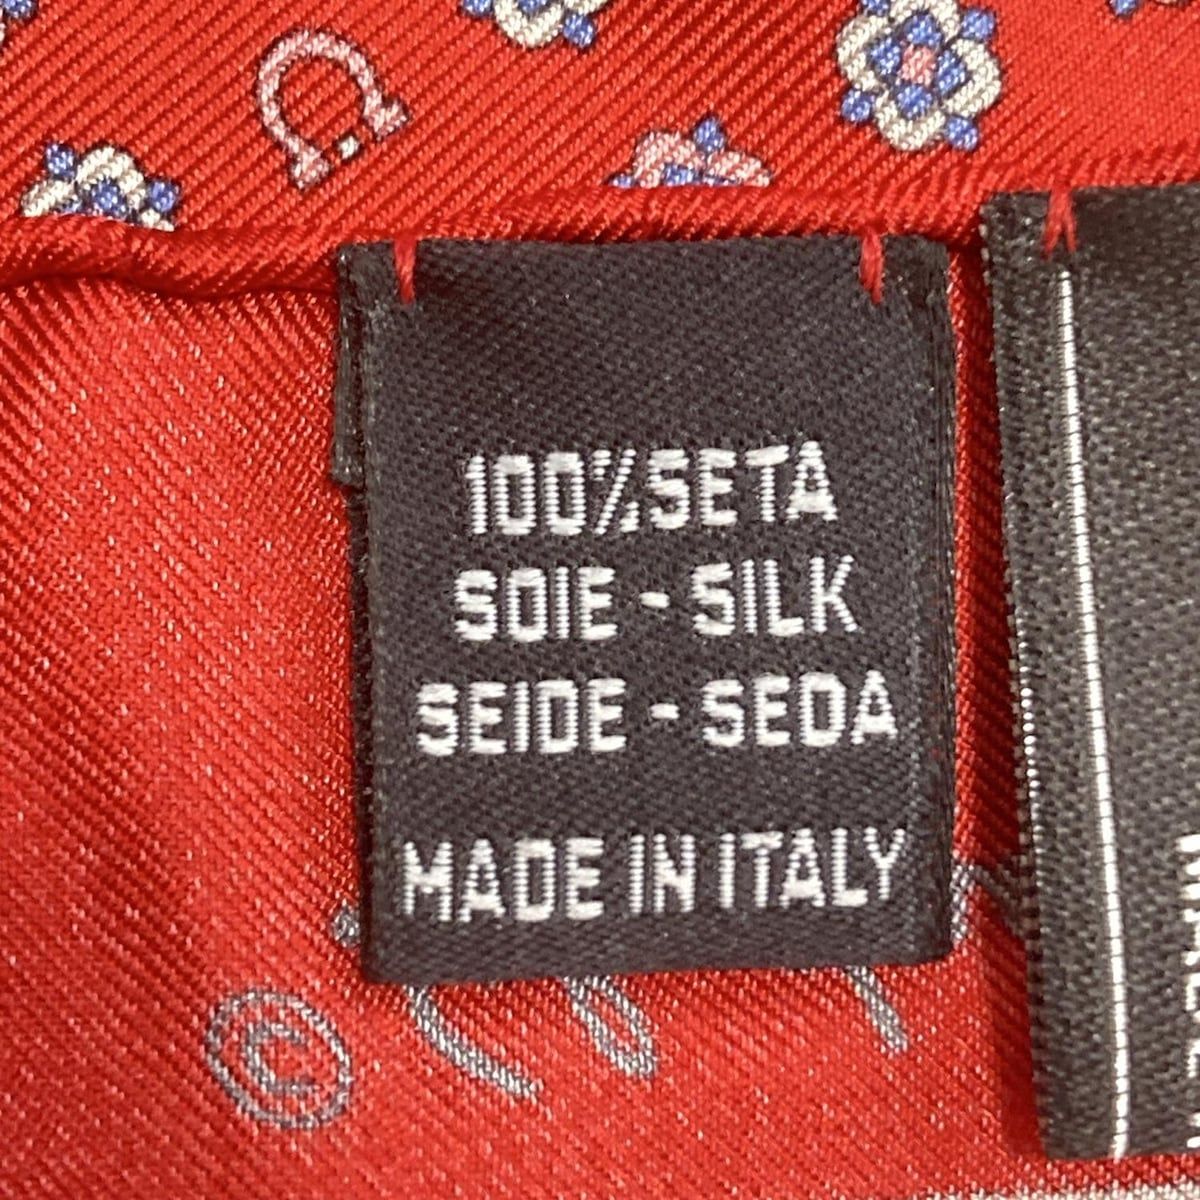 100% SETA
SOIE - SILK
SEIDE - SEDA
MADE IN ITALY
©